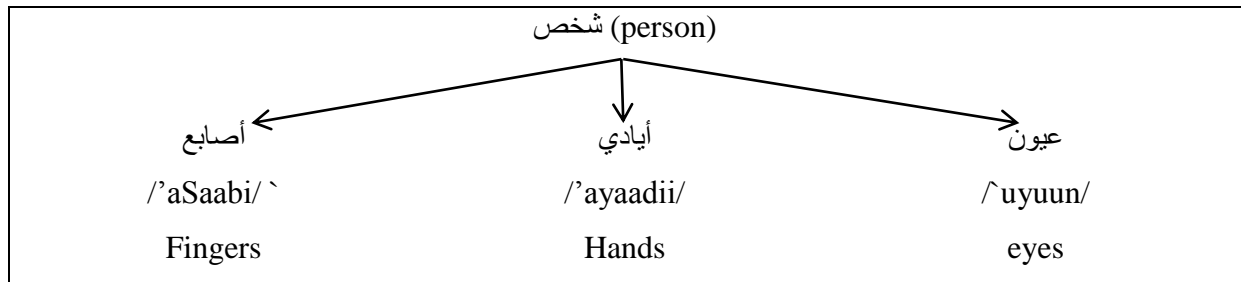 شخص (person)
أصابع أيادي عيون
/’aSaabi/ ` /’ayaadii/ /`uyuun/
Fingers Hands eyes